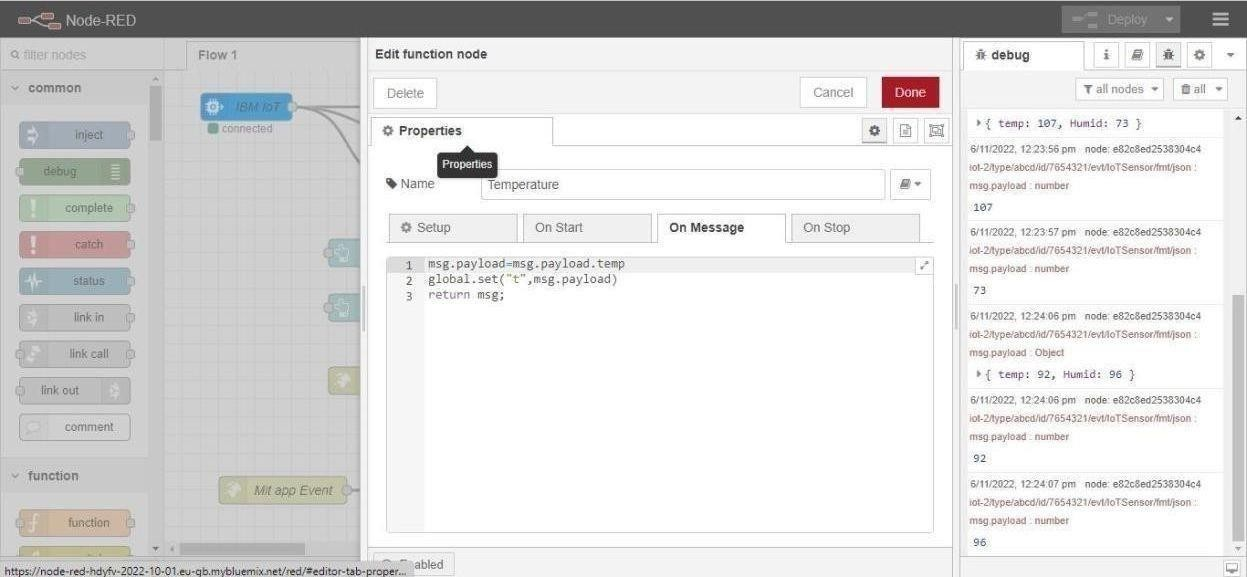 Node-RED
Deploy
filter nodes
common
inject
debug
complete
catch
status
link in
link call
link out
comment
function
function
Flow 1
IBM IoT
connected
Mit app Event
Edit function node
Delete
Cancel
Done
Properties
Properties
Name
Temperature
Setup
On Start
On Message
On Stop
1 msg.payload=msg.payload.temp
2 global.set("t",msg.payload)
3 return msg;
debug
all nodes
all
{ temp: 107, Humid: 73 }
6/11/2022, 12:23:56 pm node: e82c8ed2538304c4
iot-2/type/abcd/id/7654321/evt/IoTSensor/fmt/json :
msg.payload : number
107
6/11/2022, 12:23:57 pm node: e82c8ed2538304c4
iot-2/type/abcd/id/7654321/evt/IoTSensor/fmt/json :
msg.payload : number
73
6/11/2022, 12:24:06 pm node: e82c8ed2538304c4
iot-2/type/abcd/id/7654321/evt/IoTSensor/fmt/json :
msg.payload : Object
{ temp: 92, Humid: 96 }
6/11/2022, 12:24:06 pm node: e82c8ed2538304c4
iot-2/type/abcd/id/7654321/evt/IoTSensor/fmt/json :
msg.payload : number
92
6/11/2022, 12:24:07 pm node: e82c8ed2538304c4
iot-2/type/abcd/id/7654321/evt/IoTSensor/fmt/json :
msg.payload : number
96
https://node-red-hdyfv-2022-10-01.eu-gb.mybluemix.net/red/#editor-tab-proper...